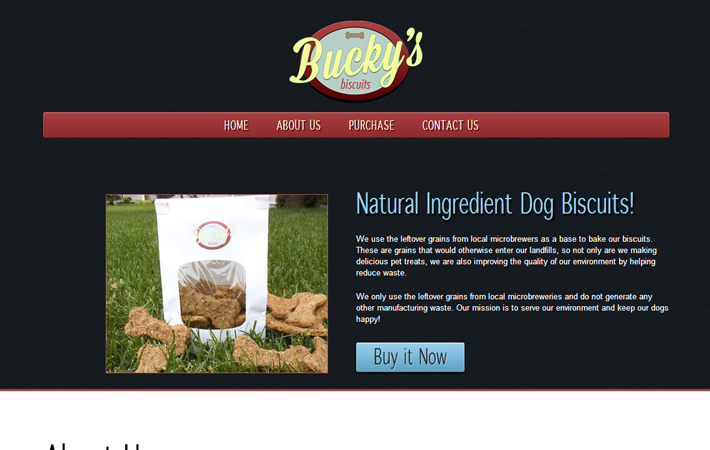 Bucky's
biscuits
HOME ABOUT US PURCHASE CONTACT US
Natural Ingredient Dog Biscuits!
We use the leftover grains from local microbrewers as a base to bake our biscuits.
These are grains that would otherwise enter our landfills, so not only are we making
delicious pet treats, we are also improving the quality of our environment by helping
reduce waste.
We only use the leftover grains from local microbreweries and do not generate any
other manufacturing waste. Our mission is to serve our environment and keep our dogs
happy!
Buy it Now